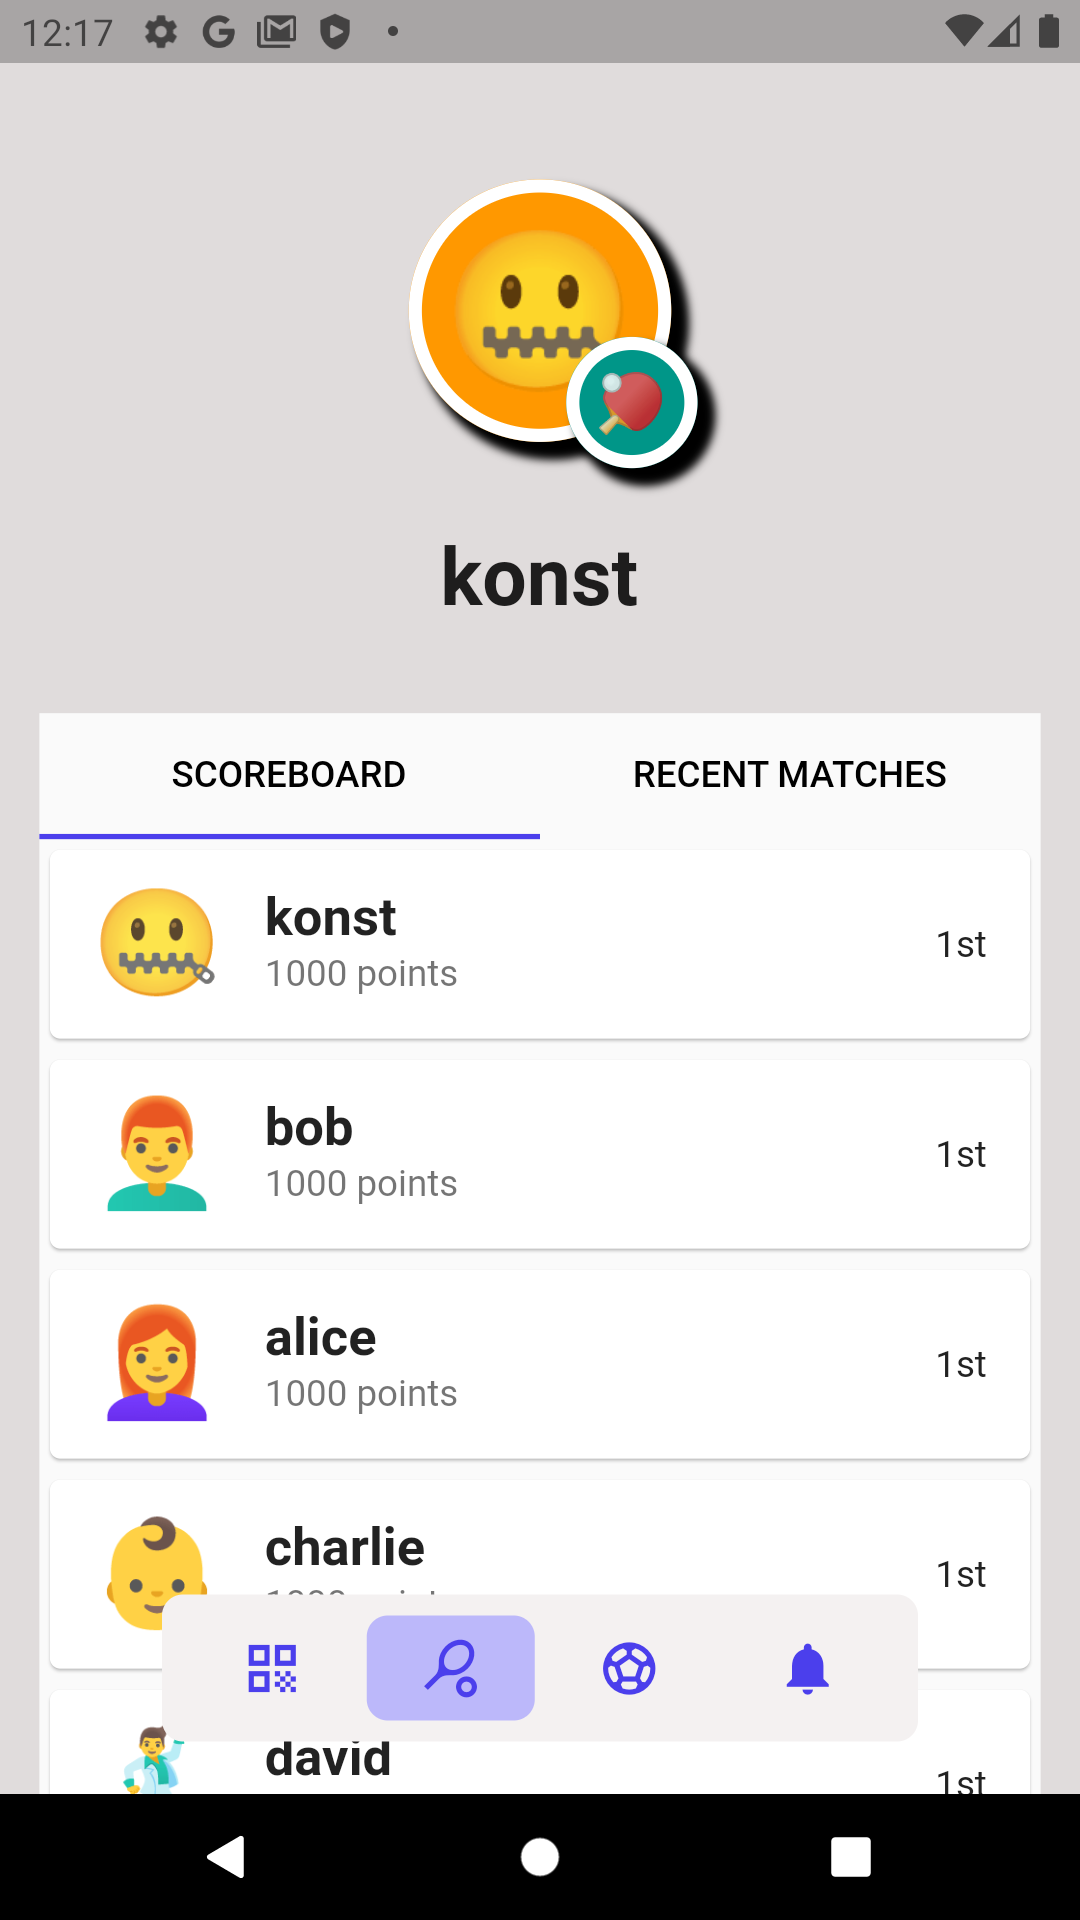 12:17
konst
SCOREBOARD RECENT MATCHES
konst
1000 points
1st
bob
1000 points
1st
alice
1000 points
1st
charlie
1st
david
1st